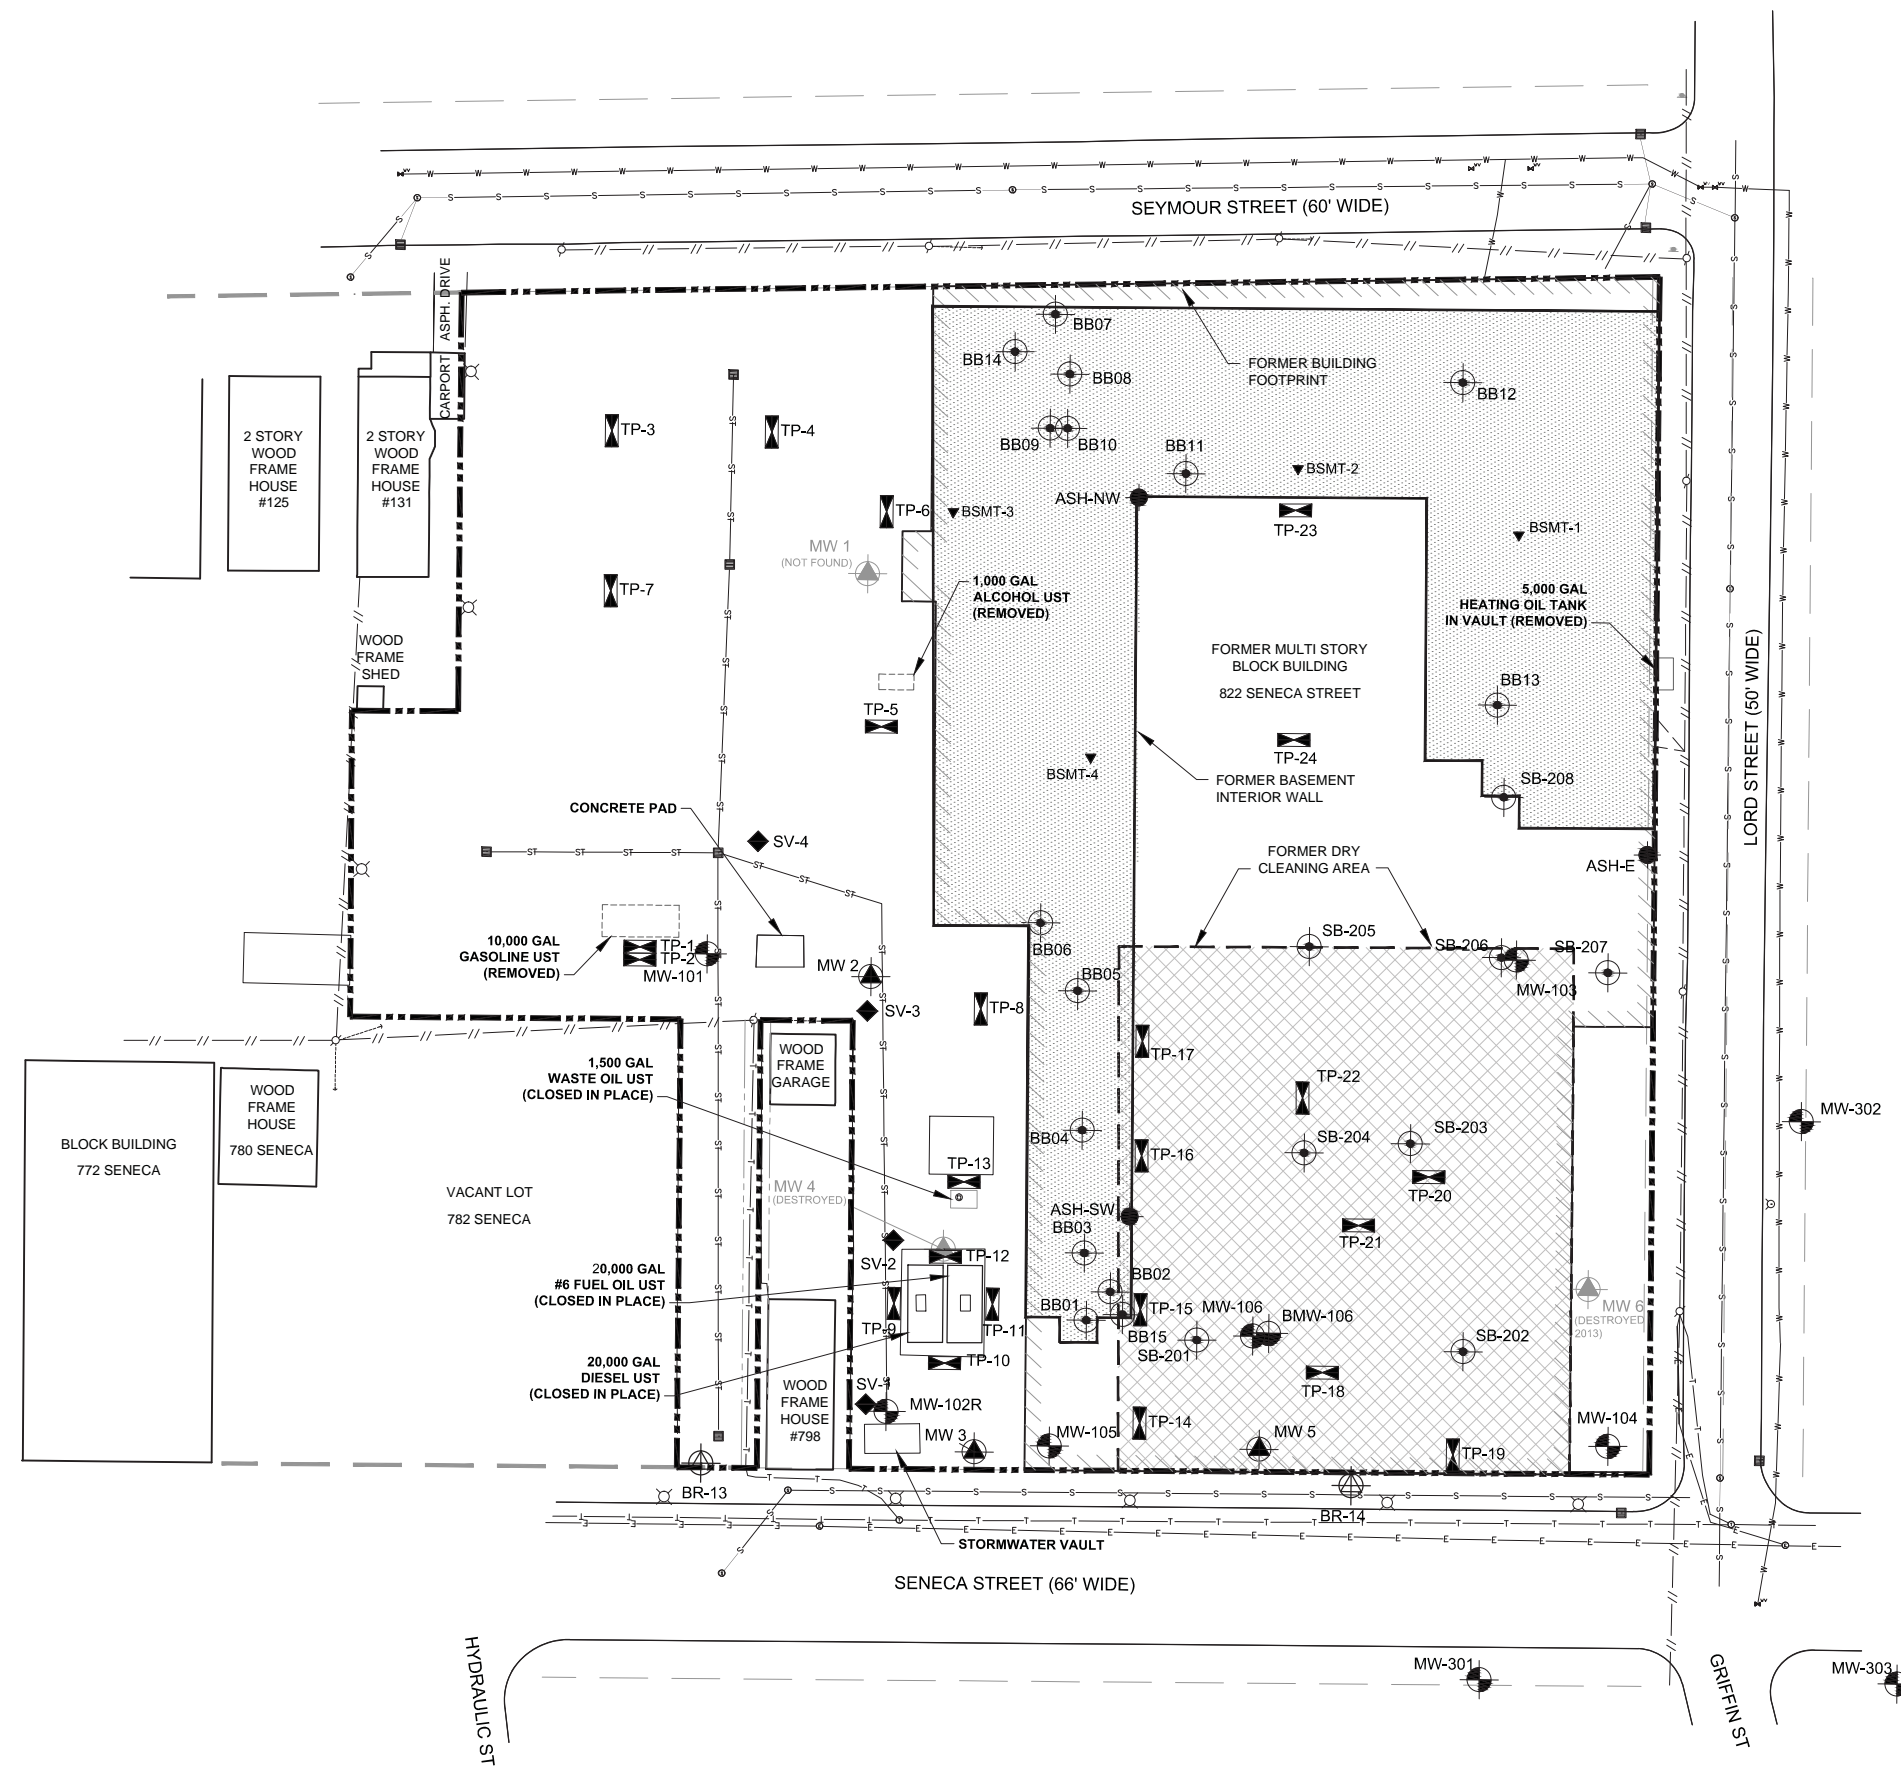 SEYMOUR STREET (60' WIDE)
ASPH. DRIVE
CARPORT
2 STORY
WOOD
FRAME
HOUSE
#125
2 STORY
WOOD
FRAME
HOUSE
#131
WOOD
FRAME
SHED
TP-3
TP-4
TP-6
TP-7
MW 1
(NOT FOUND)
BB07
BB14
BB08
BB09
BB10
BB11
BB12
FORMER BUILDING
FOOTPRINT
BSMT-2
BSMT-3
BSMT-1
ASH-NW
TP-23
1,000 GAL
ALCOHOL UST
(REMOVED)
5,000 GAL
HEATING OIL TANK
IN VAULT (REMOVED)
FORMER MULTI STORY
BLOCK BUILDING
822 SENECA STREET
BB13
TP-5
TP-24
BSMT-4
FORMER BASEMENT
INTERIOR WALL
SB-208
LORD STREET (50' WIDE)
CONCRETE PAD
SV-4
FORMER DRY
CLEANING AREA
ASH-E
10,000 GAL
GASOLINE UST
(REMOVED)
TP-1
TP-2
MW-101
MW 2
SV-3
BB06
BB05
SB-205
SB-206
SB-207
MW-103
TP-8
TP-17
WOOD
FRAME
GARAGE
1,500 GAL
WASTE OIL UST
(CLOSED IN PLACE)
BLOCK BUILDING
772 SENECA
WOOD
FRAME
HOUSE
780 SENECA
VACANT LOT
782 SENECA
TP-22
MW-302
BB04
TP-16
SB-204
SB-203
TP-13
TP-20
MW 4
(DESTROYED)
ASH-SW
BB03
TP-21
SV-2
TP-12
20,000 GAL
#6 FUEL OIL UST
(CLOSED IN PLACE)
BB02
TP-9
TP-11
BB01
TP-15
BB15
MW-106
BMW-106
SB-201
SB-202
MW 6
(DESTROYED
2013)
TP-10
20,000 GAL
DIESEL UST
(CLOSED IN PLACE)
TP-18
WOOD
FRAME
HOUSE
#798
SV-1
MW-102R
MW 3
MW-105
TP-14
MW 5
TP-19
MW-104
BR-13
BR-14
STORMWATER VAULT
SENECA STREET (66' WIDE)
HYDRAULIC ST
MW-301
GRIFFIN ST
MW-303